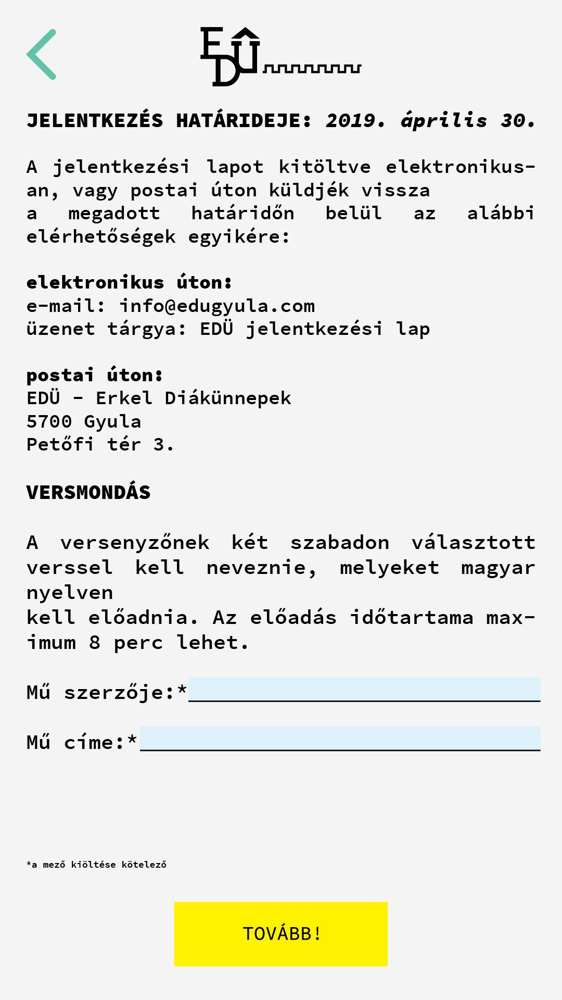 EDÜ
JELENTKEZÉS HATÁRIDEJE: 2019. április 30.
A jelentkezési lapot kitöltve elektronikus-
an, vagy postai úton küldjék vissza
a megadott határidőn belül az alábbi
elérhetőségek egyikére:
elektronikus úton:
e-mail: info@edugyula.com
üzenet tárgya: EDÜ jelentkezési lap
postai úton:
EDÜ - Erkel Diákünnepek
5700 Gyula
Petőfi tér 3.
VERSMONDÁS
A versenyzőnek két szabadon választott
verssel kell neveznie, melyeket magyar
nyelven
kell előadnia. Az előadás időtartama max-
imum 8 perc lehet.
Mű szerzője:*
Mű címe:*
*a mező kiöltése kötelező
TOVÁBB!